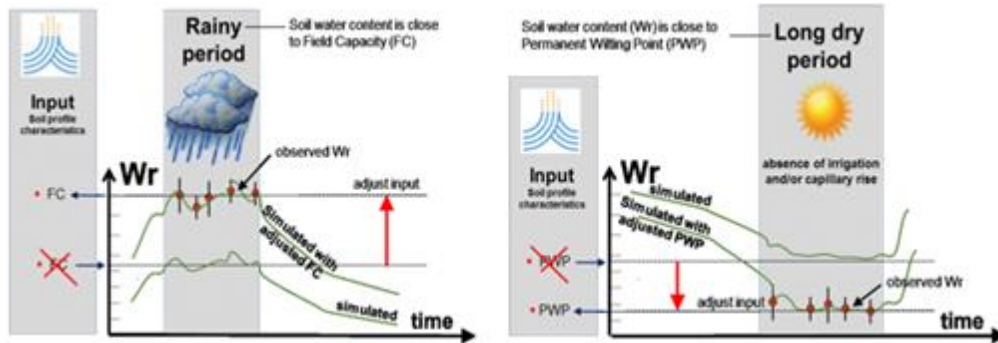 Rainy
period
Soil water content is close
to Field Capacity (FC)
Input
Soil profile
characteristics
observed Wr
Wr
FC
adjust input
FC
Simulated with
adjusted FC
simulated
time
Soil water content (Wr) is close to
Permanent Wilting Point (PWP)
Long dry
period
Input
Soil profile
characteristics
absence of irrigation
and/or capillary rise
Wr
simulated
Simulated with
adjusted PWP
PWP
observed Wr
adjust input
PWP
time